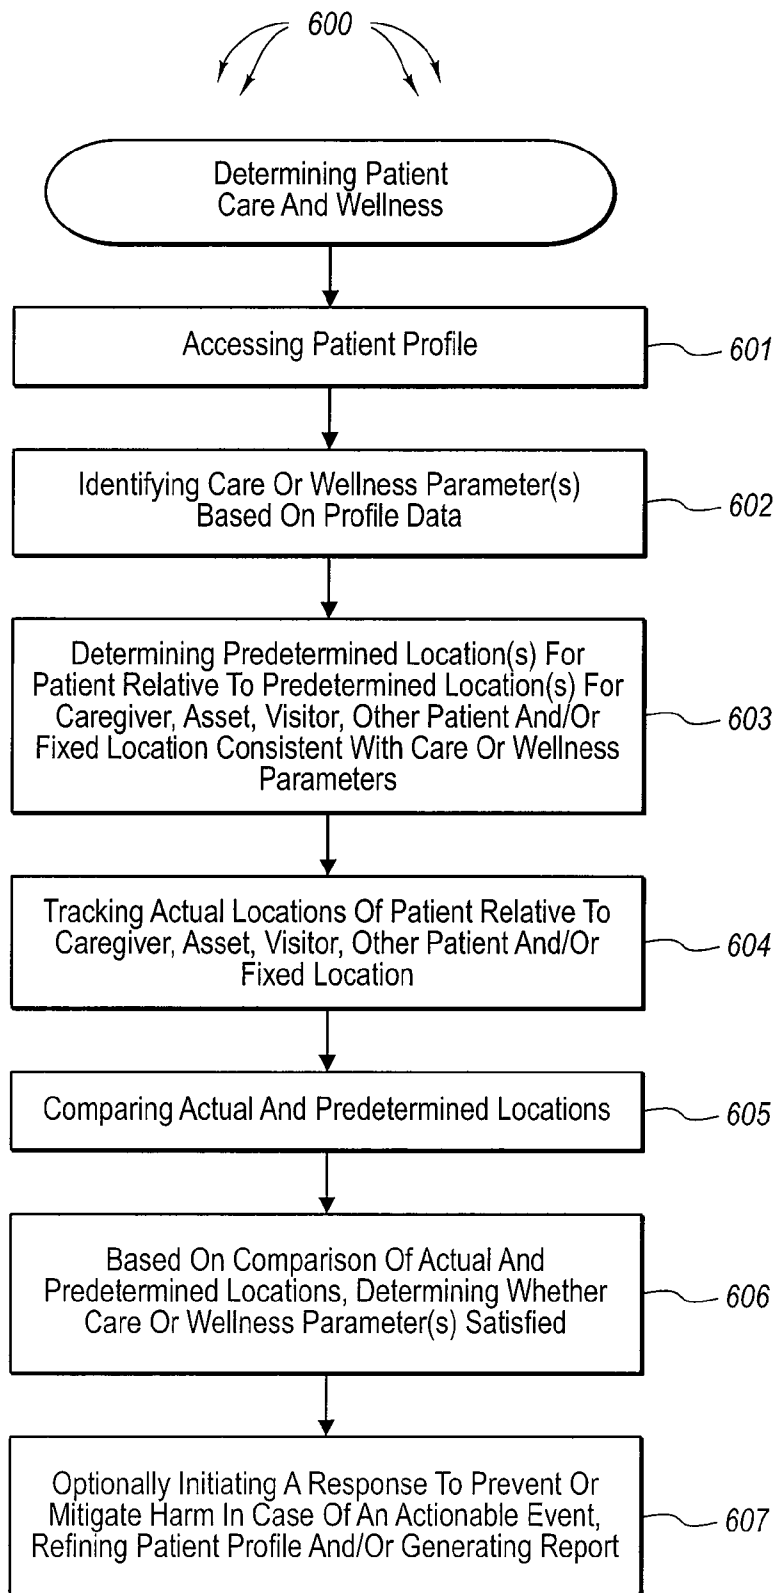 600
Determining Patient
Care And Wellness
Accessing Patient Profile
601
Identifying Care Or Wellness Parameter(s)
Based On Profile Data
602
Determining Predetermined Location(s) For
Patient Relative To Predetermined Location(s) For
Caregiver, Asset, Visitor, Other Patient And/Or
Fixed Location Consistent With Care Or Wellness
Parameters
603
Tracking Actual Locations Of Patient Relative To
Caregiver, Asset, Visitor, Other Patient And/Or
Fixed Location
604
Comparing Actual And Predetermined Locations
605
Based On Comparison Of Actual And
Predetermined Locations, Determining Whether
Care Or Wellness Parameter(s) Satisfied
606
Optionally Initiating A Response To Prevent Or
Mitigate Harm In Case Of An Actionable Event,
Refining Patient Profile And/Or Generating Report
607